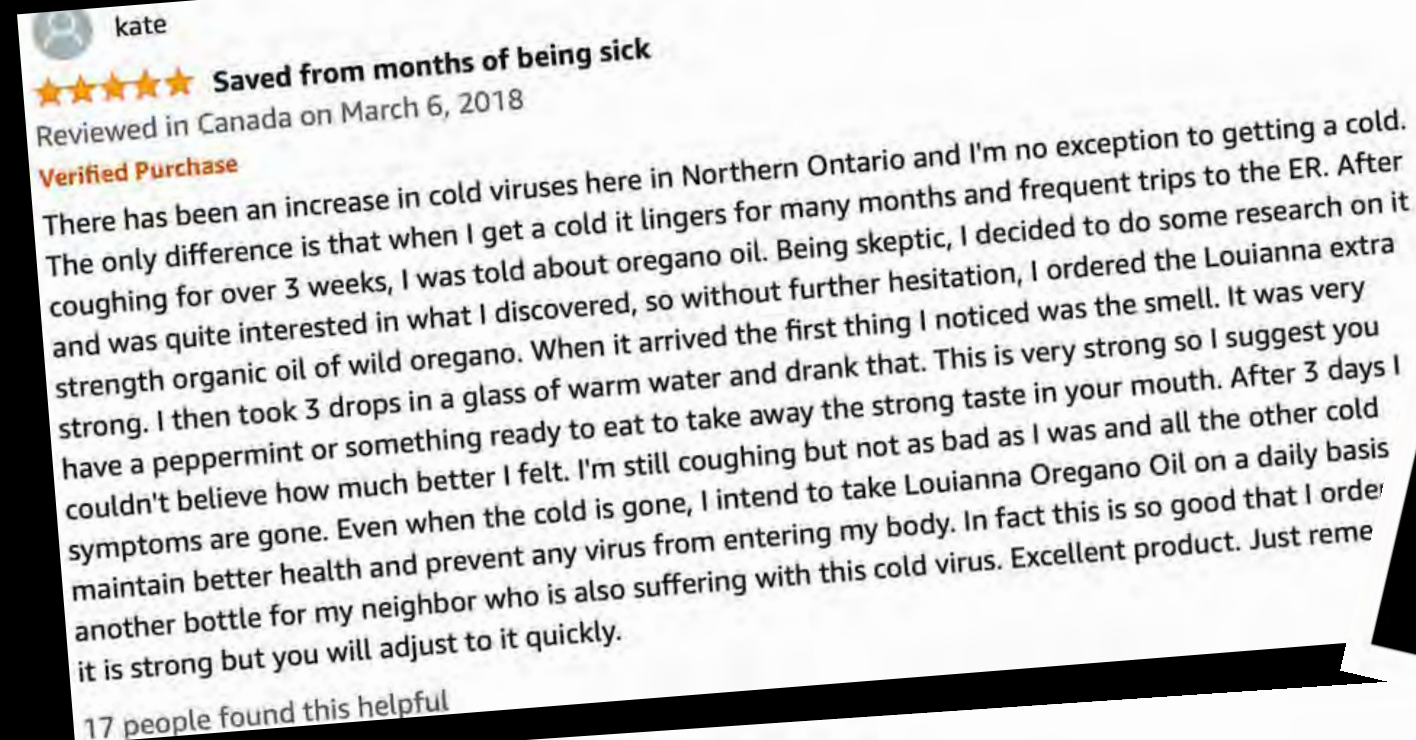 kate
Saved from months of being sick
Reviewed in Canada on March 6, 2018
Verified Purchase
There has been an increase in cold viruses here in Northern Ontario and I'm no exception to getting a cold.
The only difference is that when I get a cold it lingers for many months and frequent trips to the ER. After
coughing for over 3 weeks, I was told about oregano oil. Being skeptic, I decided to do some research on it
and was quite interested in what I discovered, so without further hesitation, I ordered the Louianna extra
strength organic oil of wild oregano. When it arrived the first thing I noticed was the smell. It was very
strong. I then took 3 drops in a glass of warm water and drank that. This is very strong so I suggest you
have a peppermint or something ready to eat to take away the strong taste in your mouth. After 3 days I
couldn't believe how much better I felt. I'm still coughing but not as bad as I was and all the other cold
symptoms are gone. Even when the cold is gone, I intend to take Louianna Oregano Oil on a daily basis
maintain better health and prevent any virus from entering my body. In fact this is so good that I order
another bottle for my neighbor who is also suffering with this cold virus. Excellent product. Just reme
it is strong but you will adjust to it quickly.
17 people found this helpful